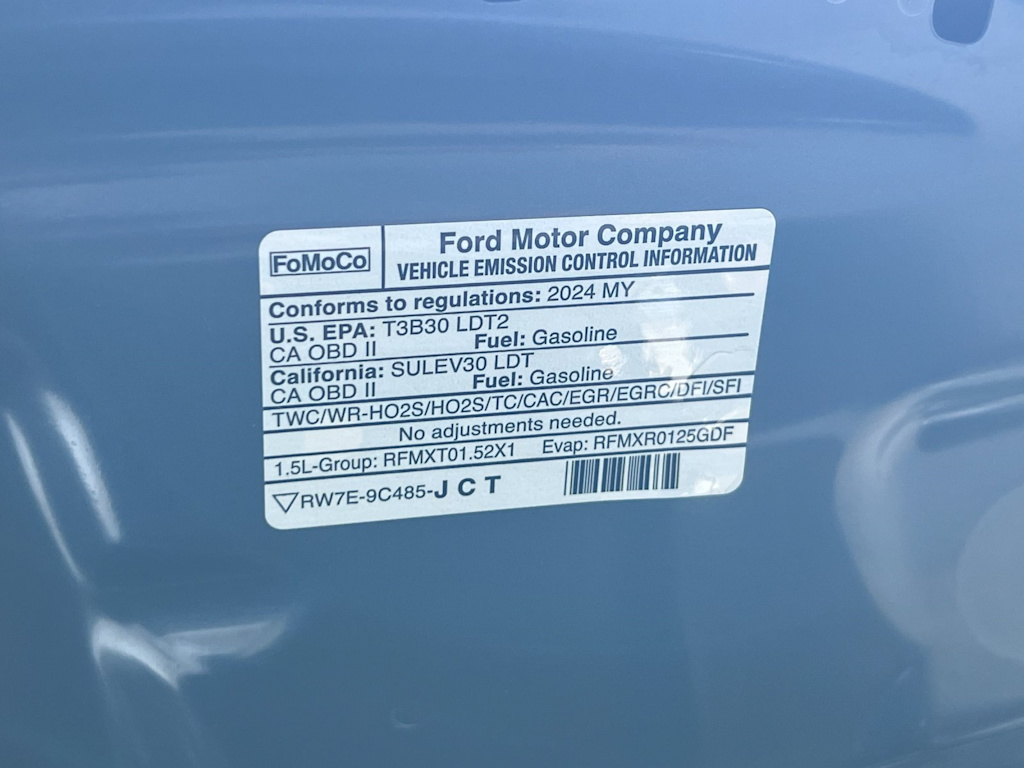 FoMoCo
Ford Motor Company
VEHICLE EMISSION CONTROL INFORMATION
Conforms to regulations: 2024 MY
U.S. EPA: T3B30 LDT2
CA OBD II Fuel: Gasoline
California: SULEV30 LDT
CA OBD II Fuel: Gasoline
TWC/WR-HO2S/HO2S/TC/CAC/EGR/EGRC/DFI/SFI
No adjustments needed.
1.5L-Group: RFMXT01.52X1 Evap: RFMXR0125GDF
RW7E-9C485-J C T